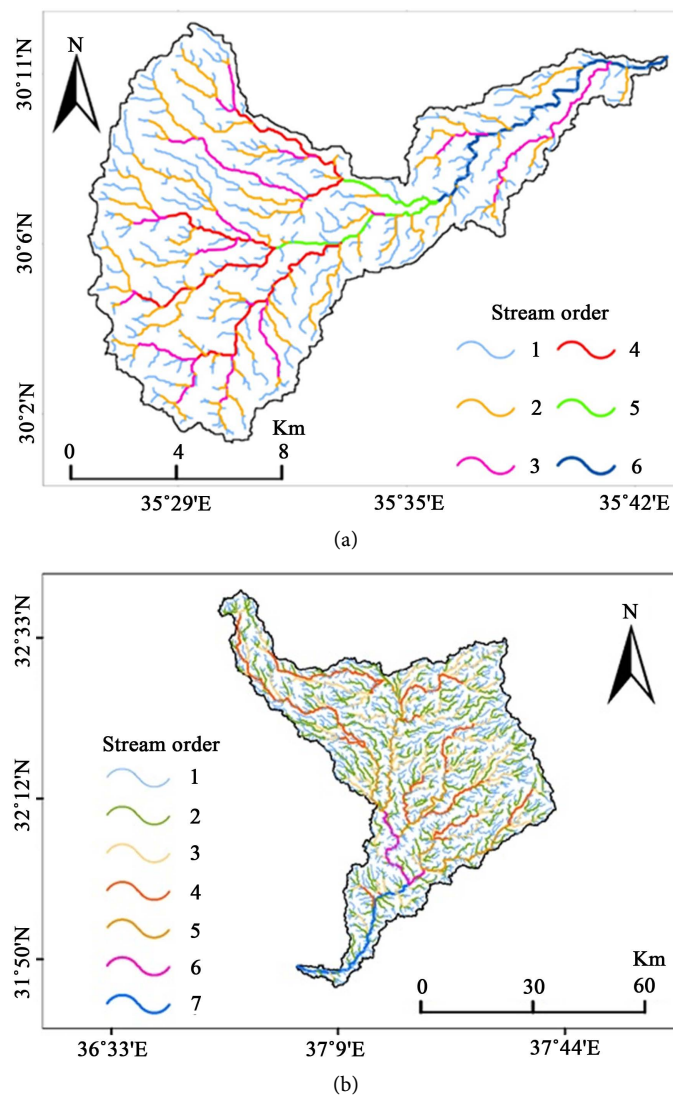 N
30°11'N
30°6'N
30°2'N
Stream order
1 4
2 5
3 6
Km
0 4 8
35°29'E 35°35'E 35°42'E
(a)
N
32°33'N
32°12'N
31°50'N
Stream order
1
2
3
4
5
6
7
Km
0 30 60
36°33'E 37°9'E 37°44'E
(b)